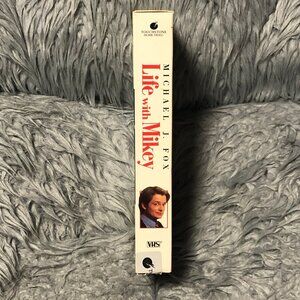 TOUCHSTONE
HOME VIDEO
MICHAEL J. FOX
Life with Mikey
VHS